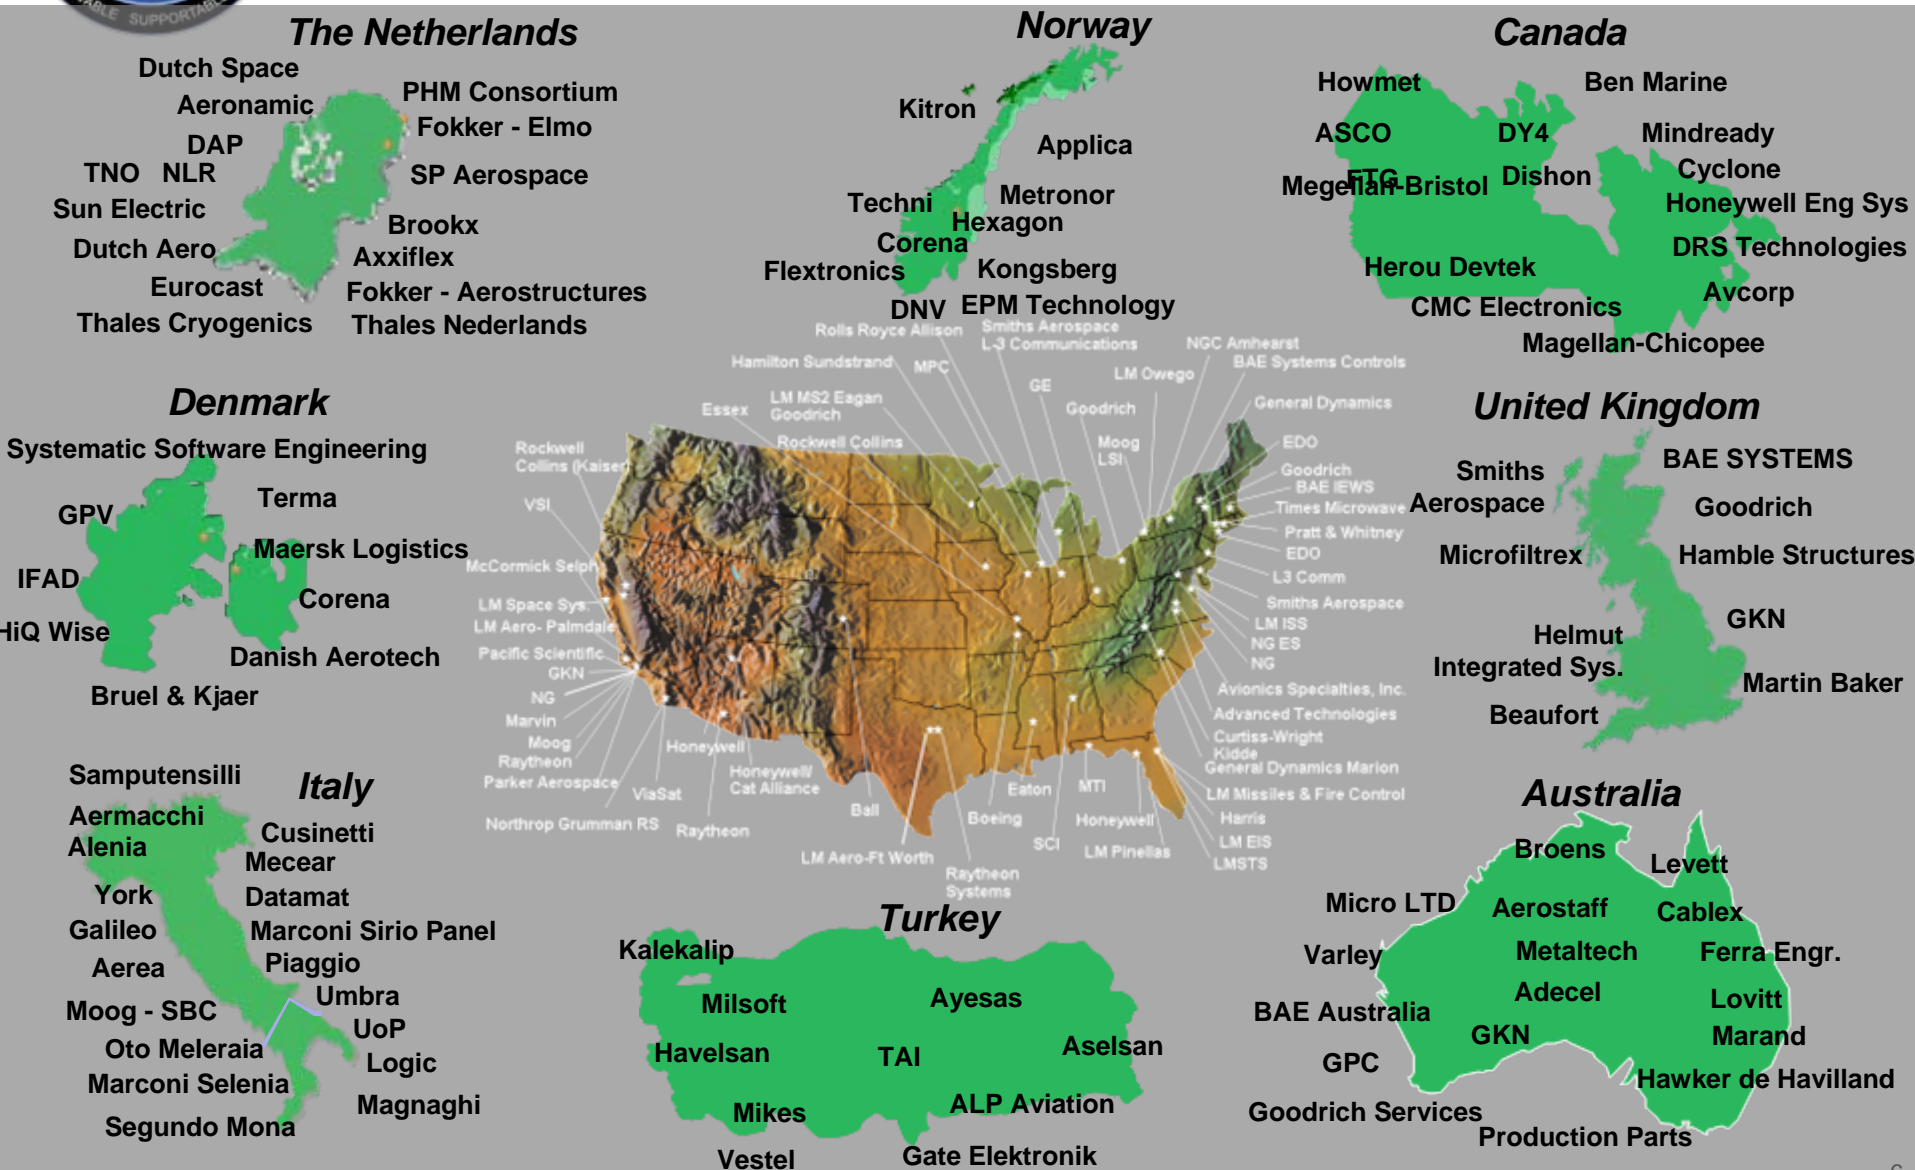 ABLE SUPPORTABLE
The Netherlands
Dutch Space
Aeronamic
PHM Consortium
Fokker - Elmo
DAP
TNO NLR
SP Aerospace
Sun Electric
Brookx
Dutch Aero
Axxiflex
Eurocast
Fokker - Aerostructures
Thales Cryogenics
Thales Nederlands
Norway
Kitron
Applica
Metronor
Techni
Hexagon
Corena
Flextronics
Kongsberg
DNV
EPM Technology
Canada
Howmet
Ben Marine
ASCO
DY4
Mindready
FTG
Cyclone
Megellan-Bristol
Dishon
Honeywell Eng Sys
DRS Technologies
Herou Devtek
Avcorp
CMC Electronics
Magellan-Chicopee
Denmark
Systematic Software Engineering
Terma
GPV
Maersk Logistics
IFAD
Corena
HiQ Wise
Danish Aerotech
Bruel & Kjaer
Rolls Royce Allison
Smiths Aerospace
L-3 Communications
NGC Amhearst
Hamilton Sundstrand
MPC
BAE Systems Controls
LM Owego
GE
LM MS2 Eagan
Goodrich
Essex
Goodrich
General Dynamics
Rockwell
Collins (Kaiser)
Rockwell Collins
Moog
LSI
EDO
Goodrich
BAE IEWS
VSI
Times Microwave
Pratt & Whitney
EDO
McCormick Selph
L3 Comm
LM Space Sys.
Smiths Aerospace
LM Aero- Palmdale
LM ISS
NG ES
Pacific Scientific
NG
GKN
NG
Avionics Specialties, Inc.
Marvin
Advanced Technologies
Moog
Curtiss-Wright
Honeywell
Kidde
Raytheon
General Dynamics Marion
Parker Aerospace
Honeywell/
Cat Alliance
ViaSat
Eaton
MTI
LM Missiles & Fire Control
Northrop Grumman RS
Raytheon
Ball
Boeing
Honeywell
Harris
SCI
LM Pinellas
LM EIS
LM Aero-Ft Worth
LMSTS
Raytheon
Systems
United Kingdom
Smiths
Aerospace
BAE SYSTEMS
Goodrich
Microfiltrex
Hamble Structures
GKN
Helmut
Integrated Sys.
Martin Baker
Beaufort
Italy
Samputensilli
Aermacchi
Cusinetti
Alenia
Mecear
York
Datamat
Galileo
Marconi Sirio Panel
Aerea
Piaggio
Umbra
Moog - SBC
UoP
Oto Meleraia
Logic
Marconi Selenia
Magnaghi
Segundo Mona
Turkey
Kalekalip
Milsoft
Ayesas
Havelsan
TAI
Aselsan
Mikes
ALP Aviation
Vestel
Gate Elektronik
Australia
Broens
Levett
Micro LTD
Aerostaff
Cablex
Varley
Metaltech
Ferra Engr.
Adecel
Lovitt
BAE Australia
GKN
Marand
GPC
Hawker de Havilland
Goodrich Services
Production Parts